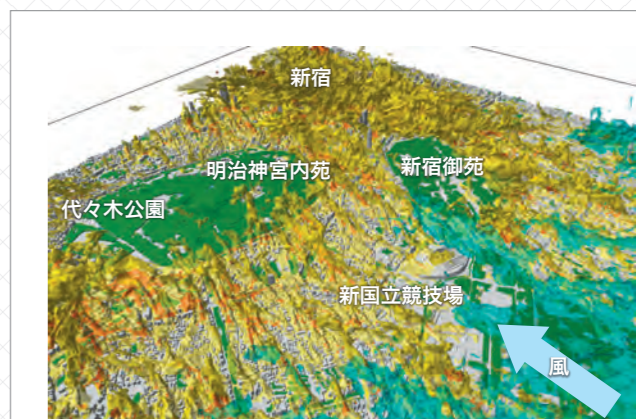 新宿
明治神宮内苑
新宿御苑
代々木公園
新国立競技場
風